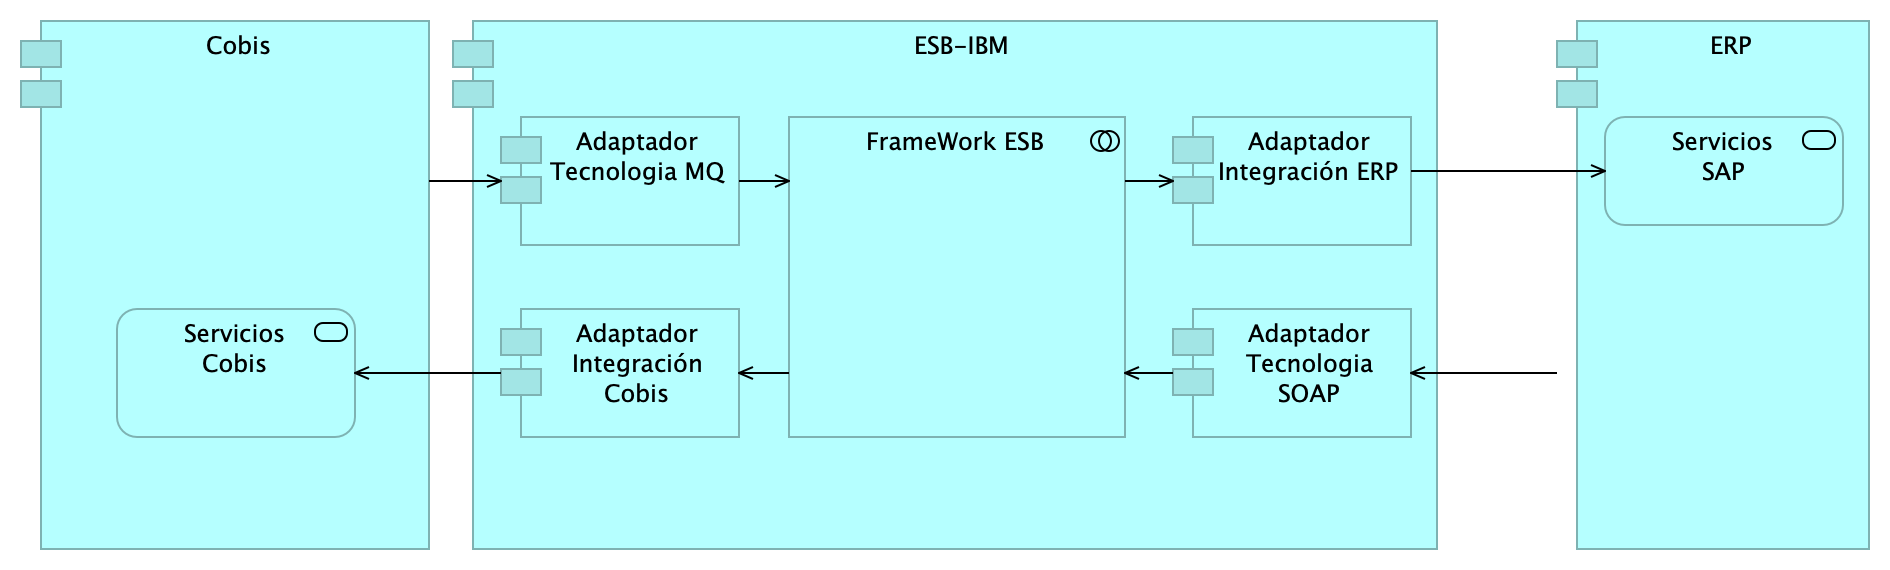 Cobis
ESB-IBM
ERP
Adaptador
Tecnologia MQ
FrameWork ESB
Adaptador
Integración ERP
Servicios
SAP
Servicios
Cobis
Adaptador
Integración
Cobis
Adaptador
Tecnologia
SOAP